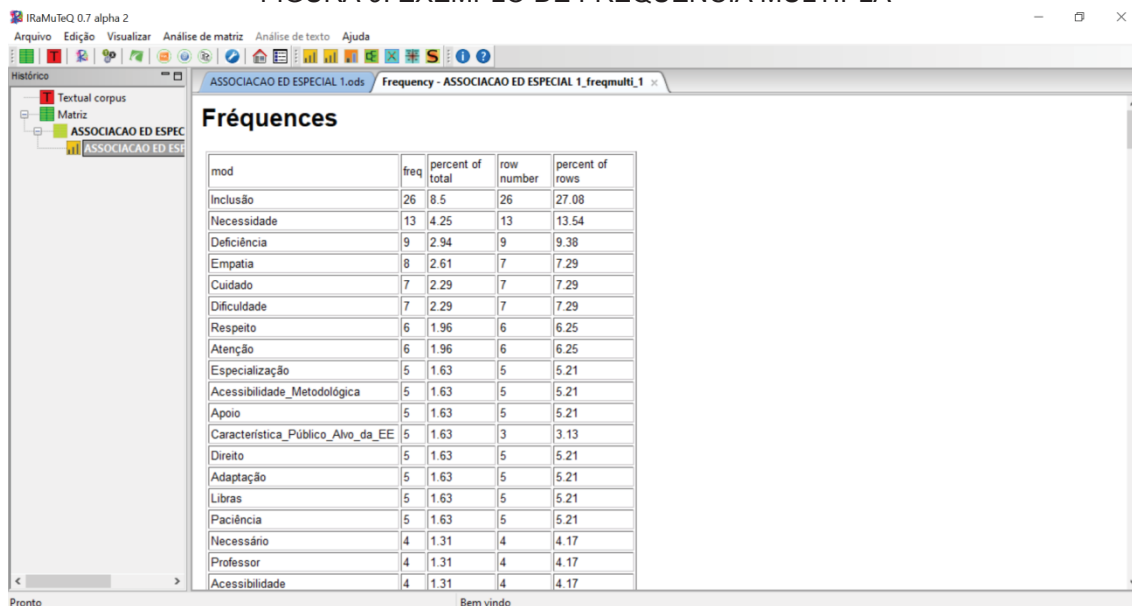 IRaMuTeQ 0.7 alpha 2
Arquivo Edição Visualizar Análise de matriz Análise de texto Ajuda
Histórico
ASSOCIACAO ED ESPECIAL 1.ods Frequency - ASSOCIACAO ED ESPECIAL 1_freqmulti_1
Textual corpus
Matriz
ASSOCIACAO ED ESPEC
ASSOCIACAO ED ESP
Fréquences
mod freq percent of total row number percent of rows
Inclusão 26 8.5 26 27.08
Necessidade 13 4.25 13 13.54
Deficiência 9 2.94 9 9.38
Empatia 8 2.61 7 7.29
Cuidado 7 2.29 7 7.29
Dificuldade 7 2.29 7 7.29
Respeito 6 1.96 6 6.25
Atenção 6 1.96 6 6.25
Especialização 5 1.63 5 5.21
Acessibilidade_Metodológica 5 1.63 5 5.21
Apoio 5 1.63 5 5.21
Característica_Público_Alvo_da_EE 5 1.63 3 3.13
Direito 5 1.63 5 5.21
Adaptação 5 1.63 5 5.21
Libras 5 1.63 5 5.21
Paciência 5 1.63 5 5.21
Necessário 4 1.31 4 4.17
Professor 4 1.31 4 4.17
Acessibilidade 4 1.31 4 4.17
Pronto Bem vindo